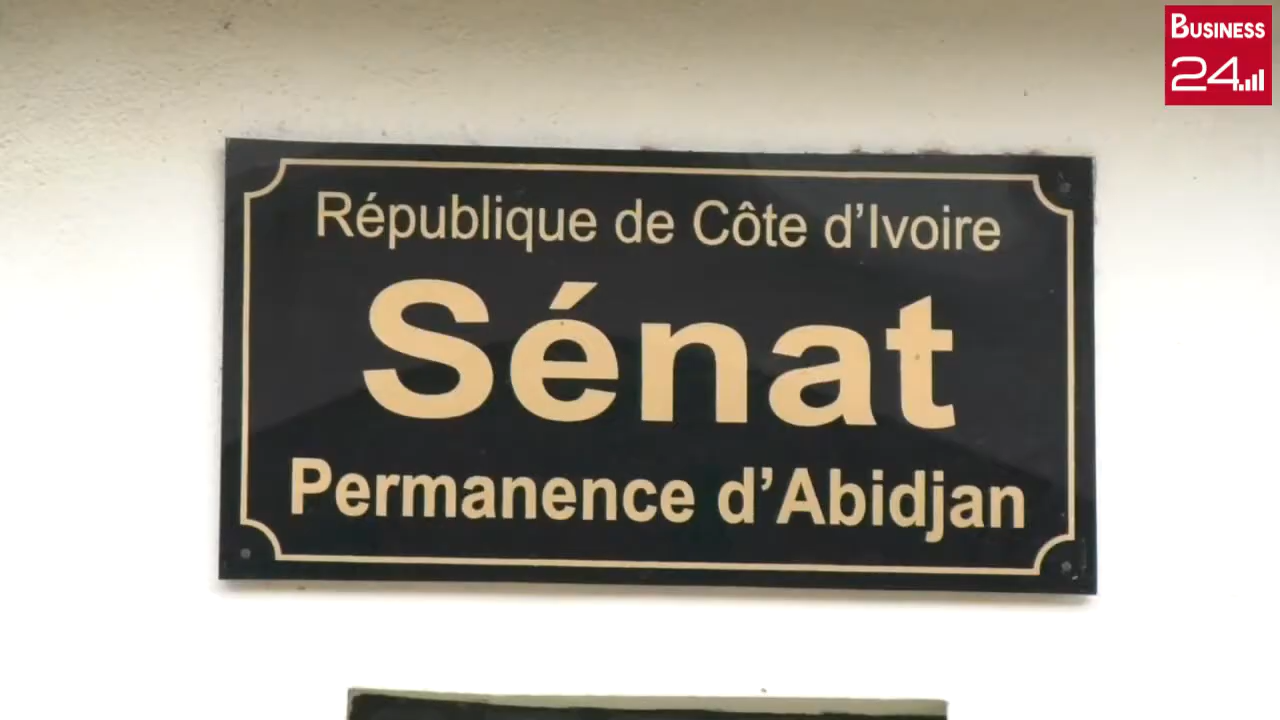 BUSINESS
24
République de Côte d'Ivoire
Sénat
Permanence d'Abidjan